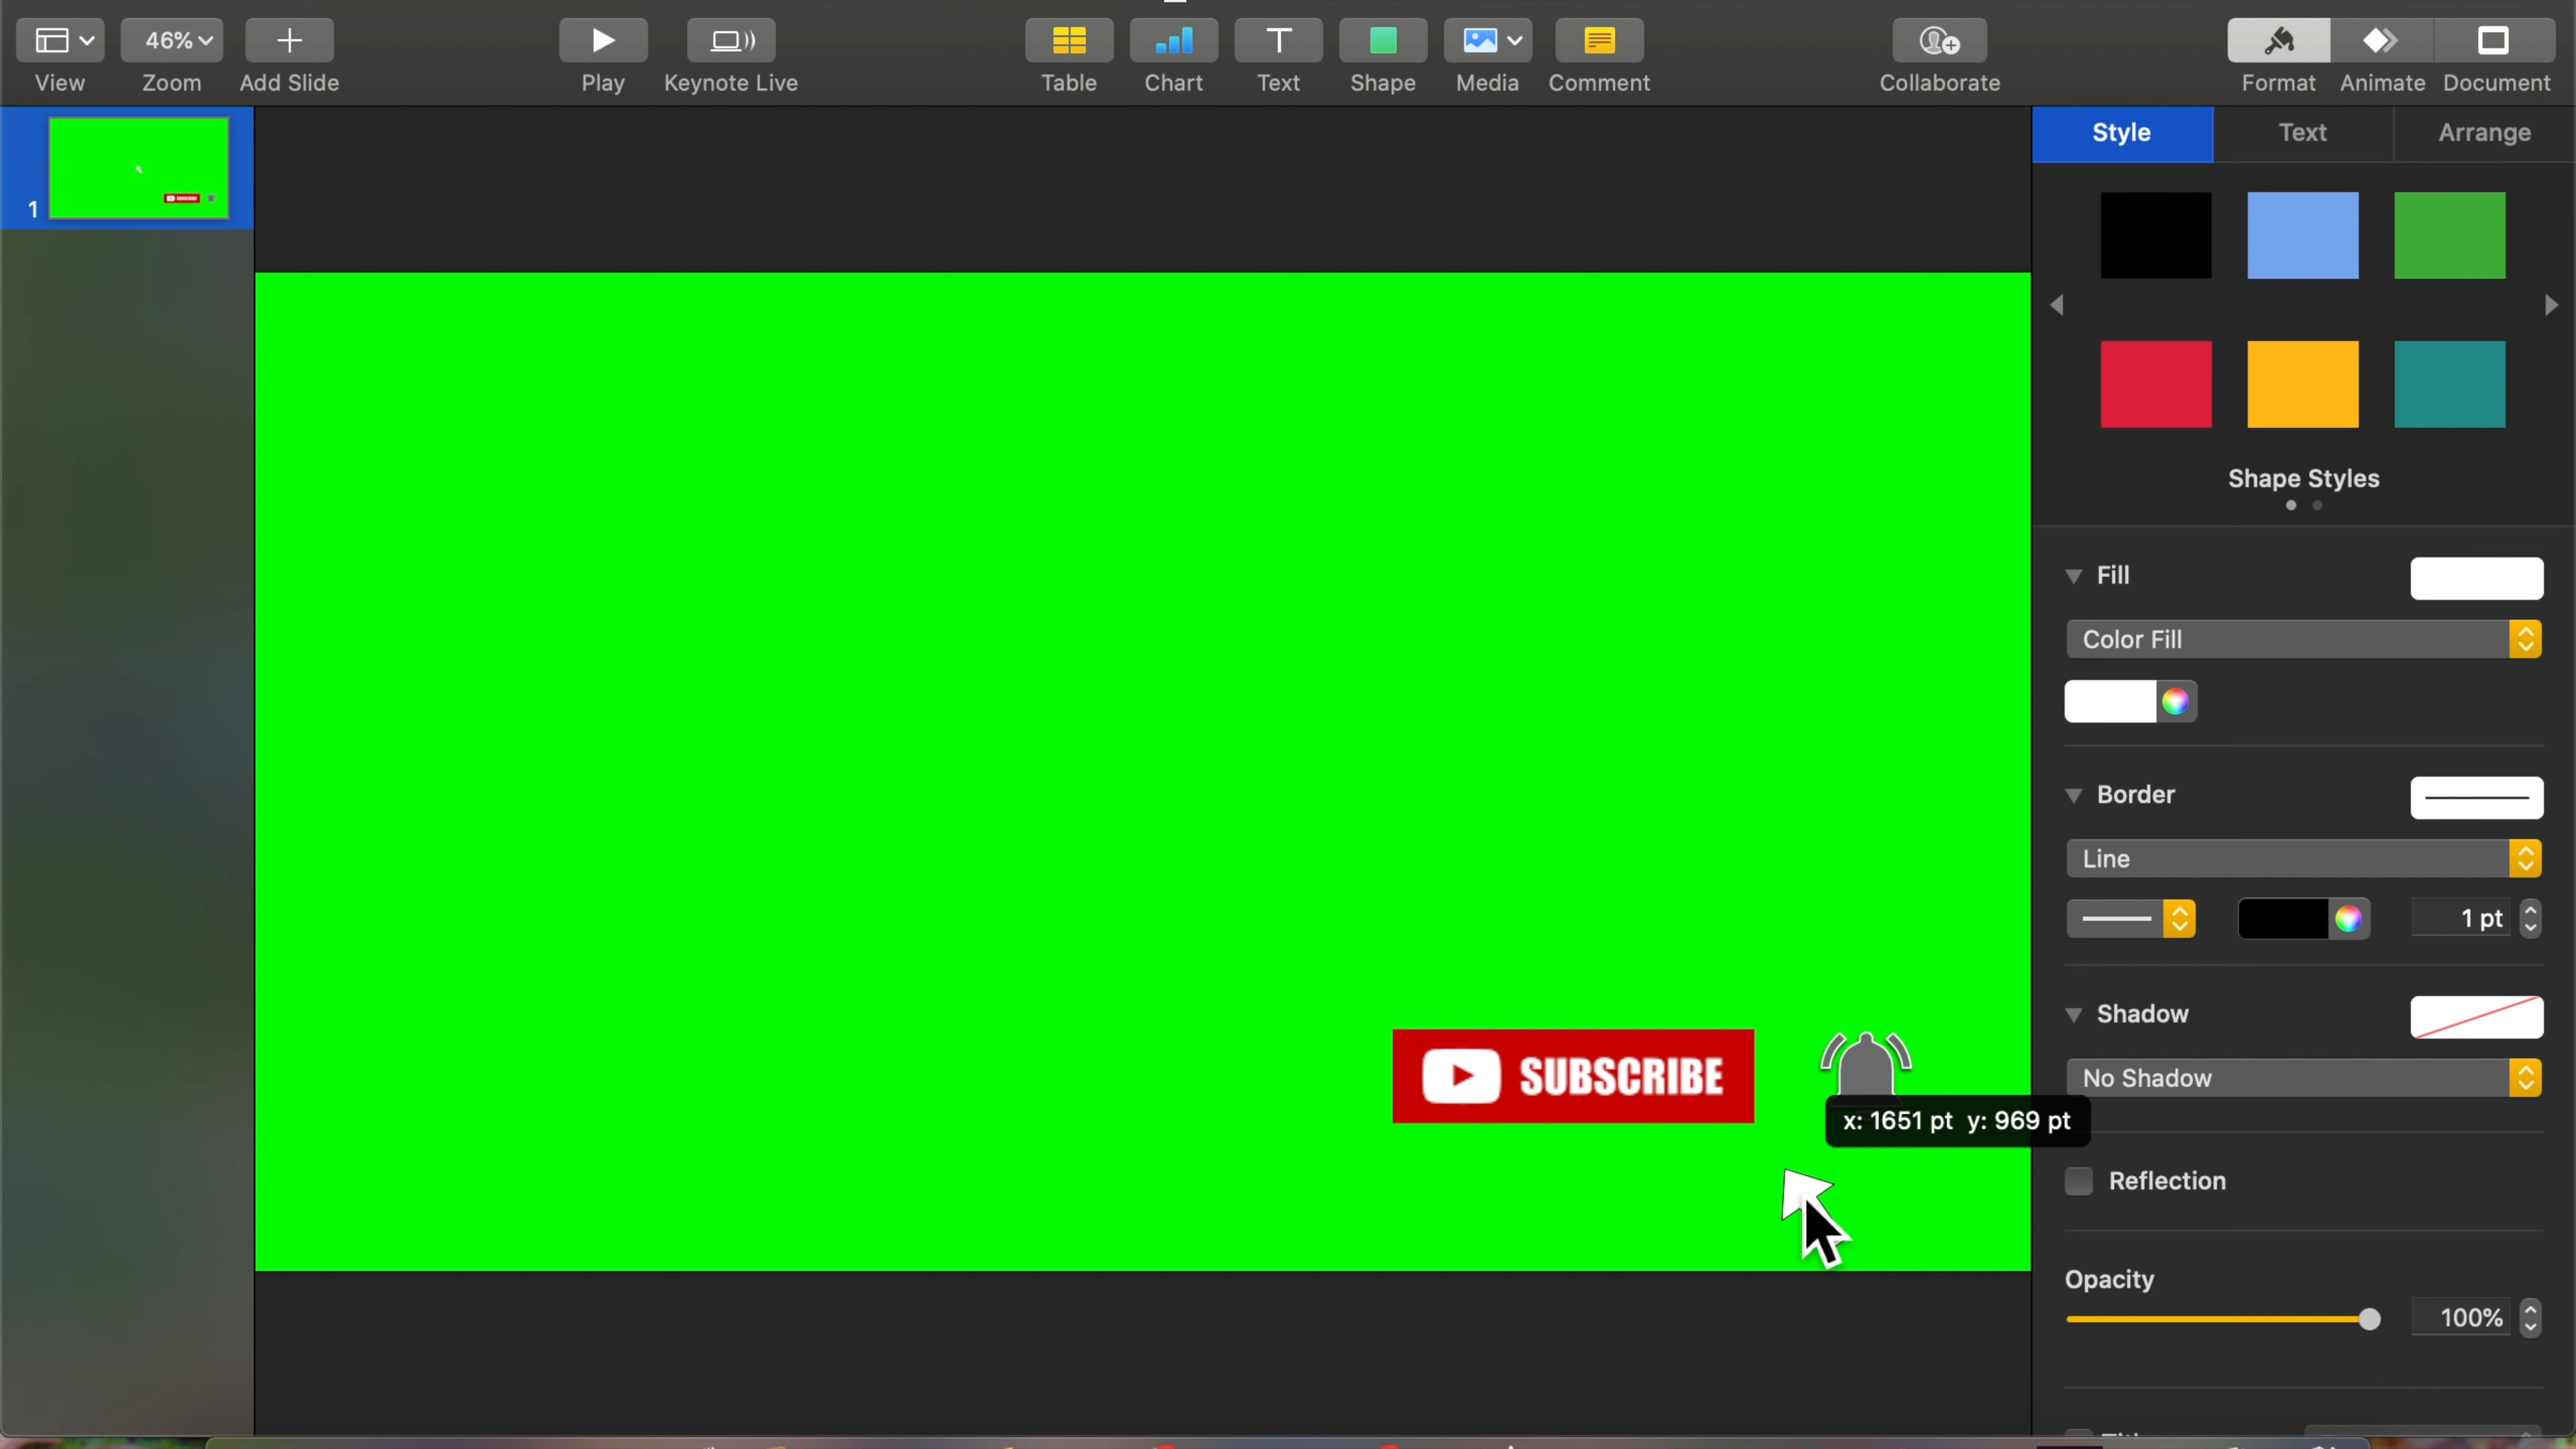 46%
View
Zoom
Add Slide
Play
Keynote Live
Table
Chart
Text
Shape
Media
Comment
Collaborate
Format
Animate
Document
1
Style
Text
Arrange
Shape Styles
Fill
Color Fill
Border
Line
1 pt
Shadow
No Shadow
SUBSCRIBE
x: 1651 pt y: 969 pt
Reflection
Opacity
100%